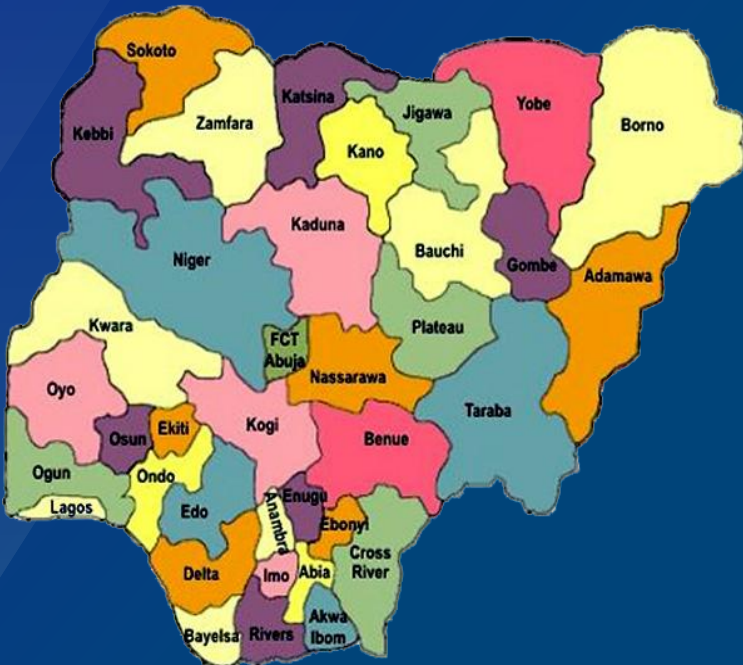 Sokoto
Kebbi
Zamfara
Katsina
Kano
Jigawa
Yobe
Borno
Niger
Kaduna
Bauchi
Gombe
Adamawa
Kwara
FCT
Abuja
Plateau
Nassarawa
Oyo
Taraba
Osun
Ekiti
Kogi
Benue
Ogun
Ondo
Lagos
Edo
Anambra
Enugu
Ebonyi
Cross
River
Delta
Imo
Abia
Akwa
Ibom
Bayelsa
Rivers